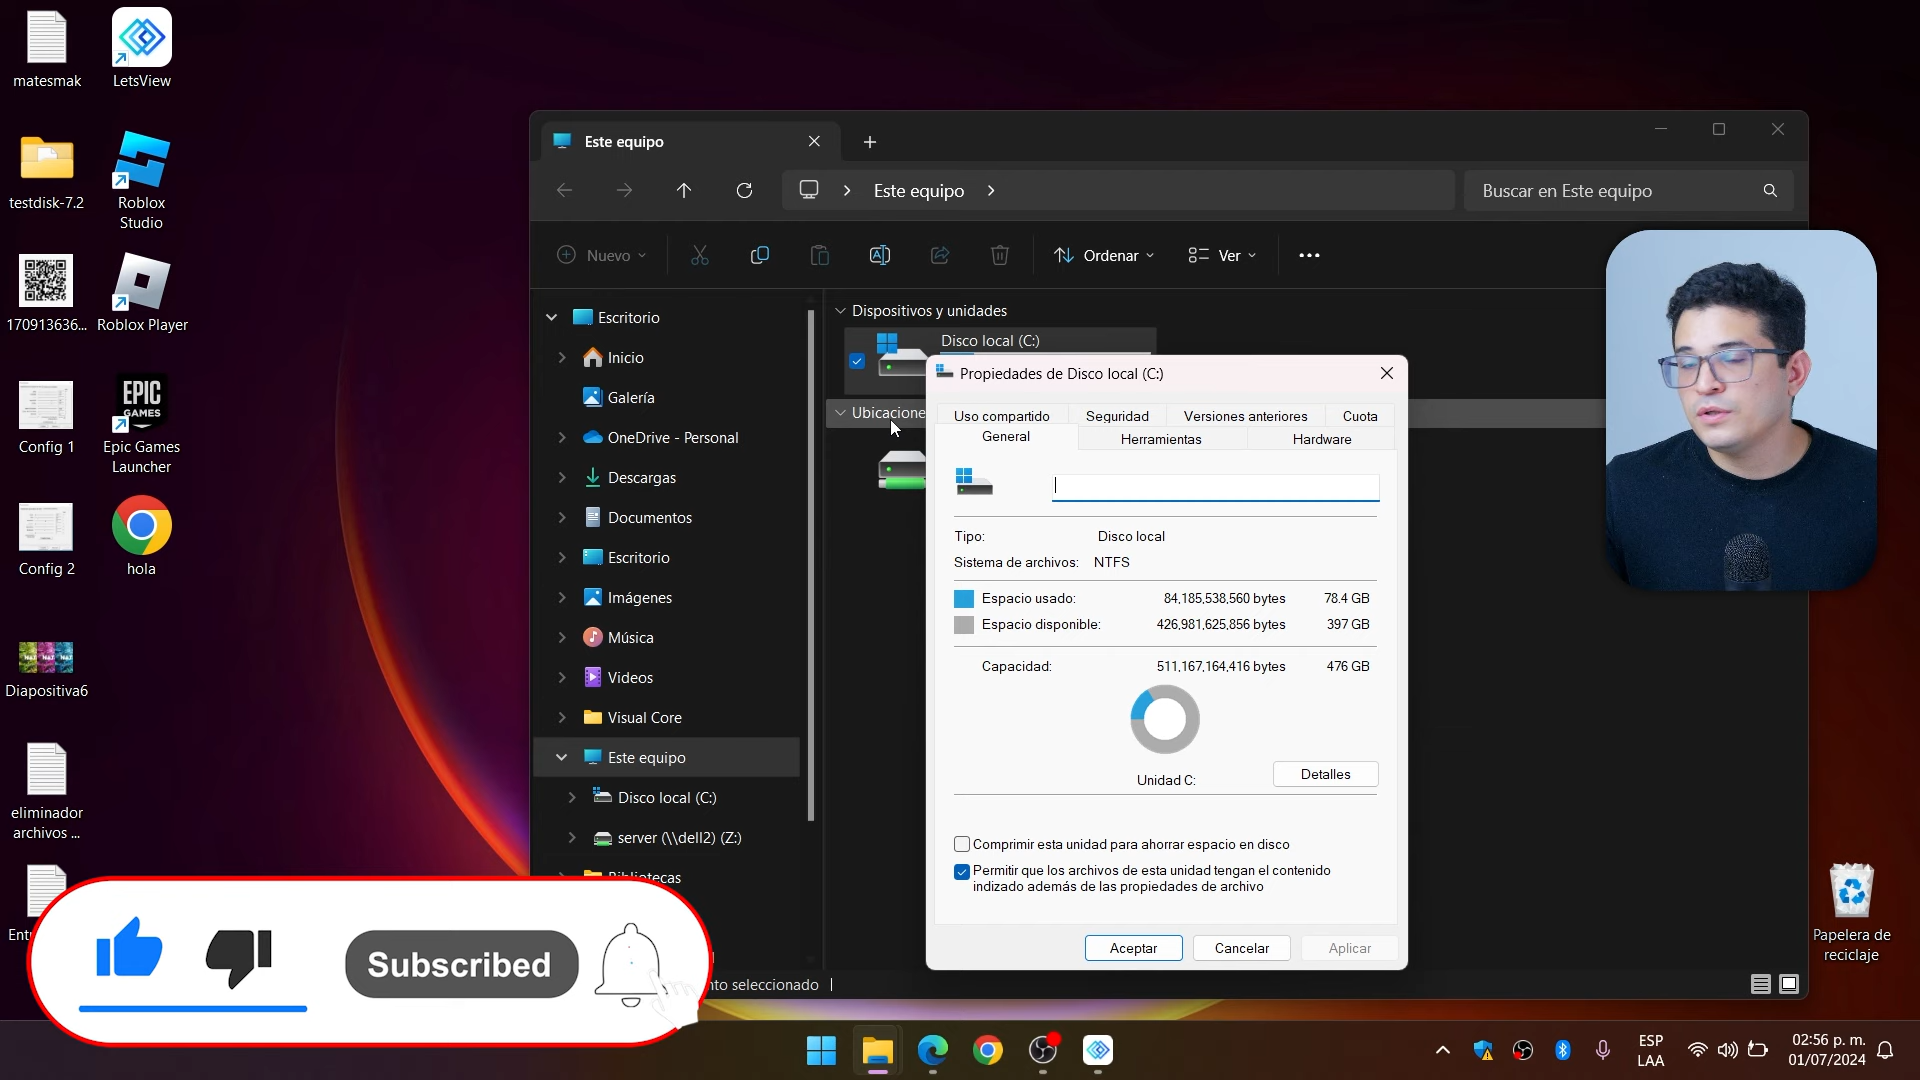 matesmak
LetsView
testdisk-7.2
Roblox
Studio
170913636...
Roblox Player
Config 1
EPIC
GAMES
Epic Games
Launcher
Config 2
hola
Diapositiva6
eliminador
archivos ...
Este equipo
Este equipo
Buscar en Este equipo
Nuevo
Ordenar
Ver
Escritorio
Inicio
Galería
OneDrive - Personal
Descargas
Documentos
Escritorio
Imágenes
Música
Videos
Visual Core
Este equipo
Disco local (C:)
server (\\dell2) (Z:)
Bibliotecas
Dispositivos y unidades
Disco local (C:)
Propiedades de Disco local (C:)
Uso compartido
Seguridad
Versiones anteriores
Cuota
General
Herramientas
Hardware
Tipo: Disco local
Sistema de archivos: NTFS
Espacio usado: 84,185,538,560 bytes 78.4 GB
Espacio disponible: 426,981,625,856 bytes 397 GB
Capacidad: 511,167,164,416 bytes 476 GB
Unidad C:
Detalles
Comprimir esta unidad para ahorrar espacio en disco
Permitir que los archivos de esta unidad tengan el contenido
indizado además de las propiedades de archivo
Aceptar
Cancelar
Aplicar
seleccionado
Subscribed
Papelera de
reciclaje
ESP
LAA
02:56 p. m.
01/07/2024